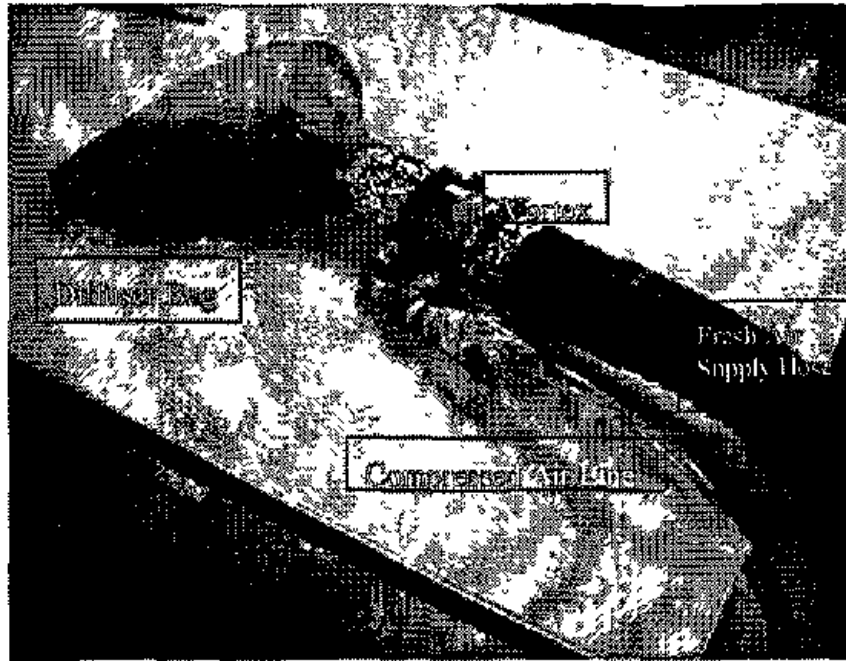 Vortex
Diffuser Bag
Fresh Air
Supply Hose
Compressed Air Line